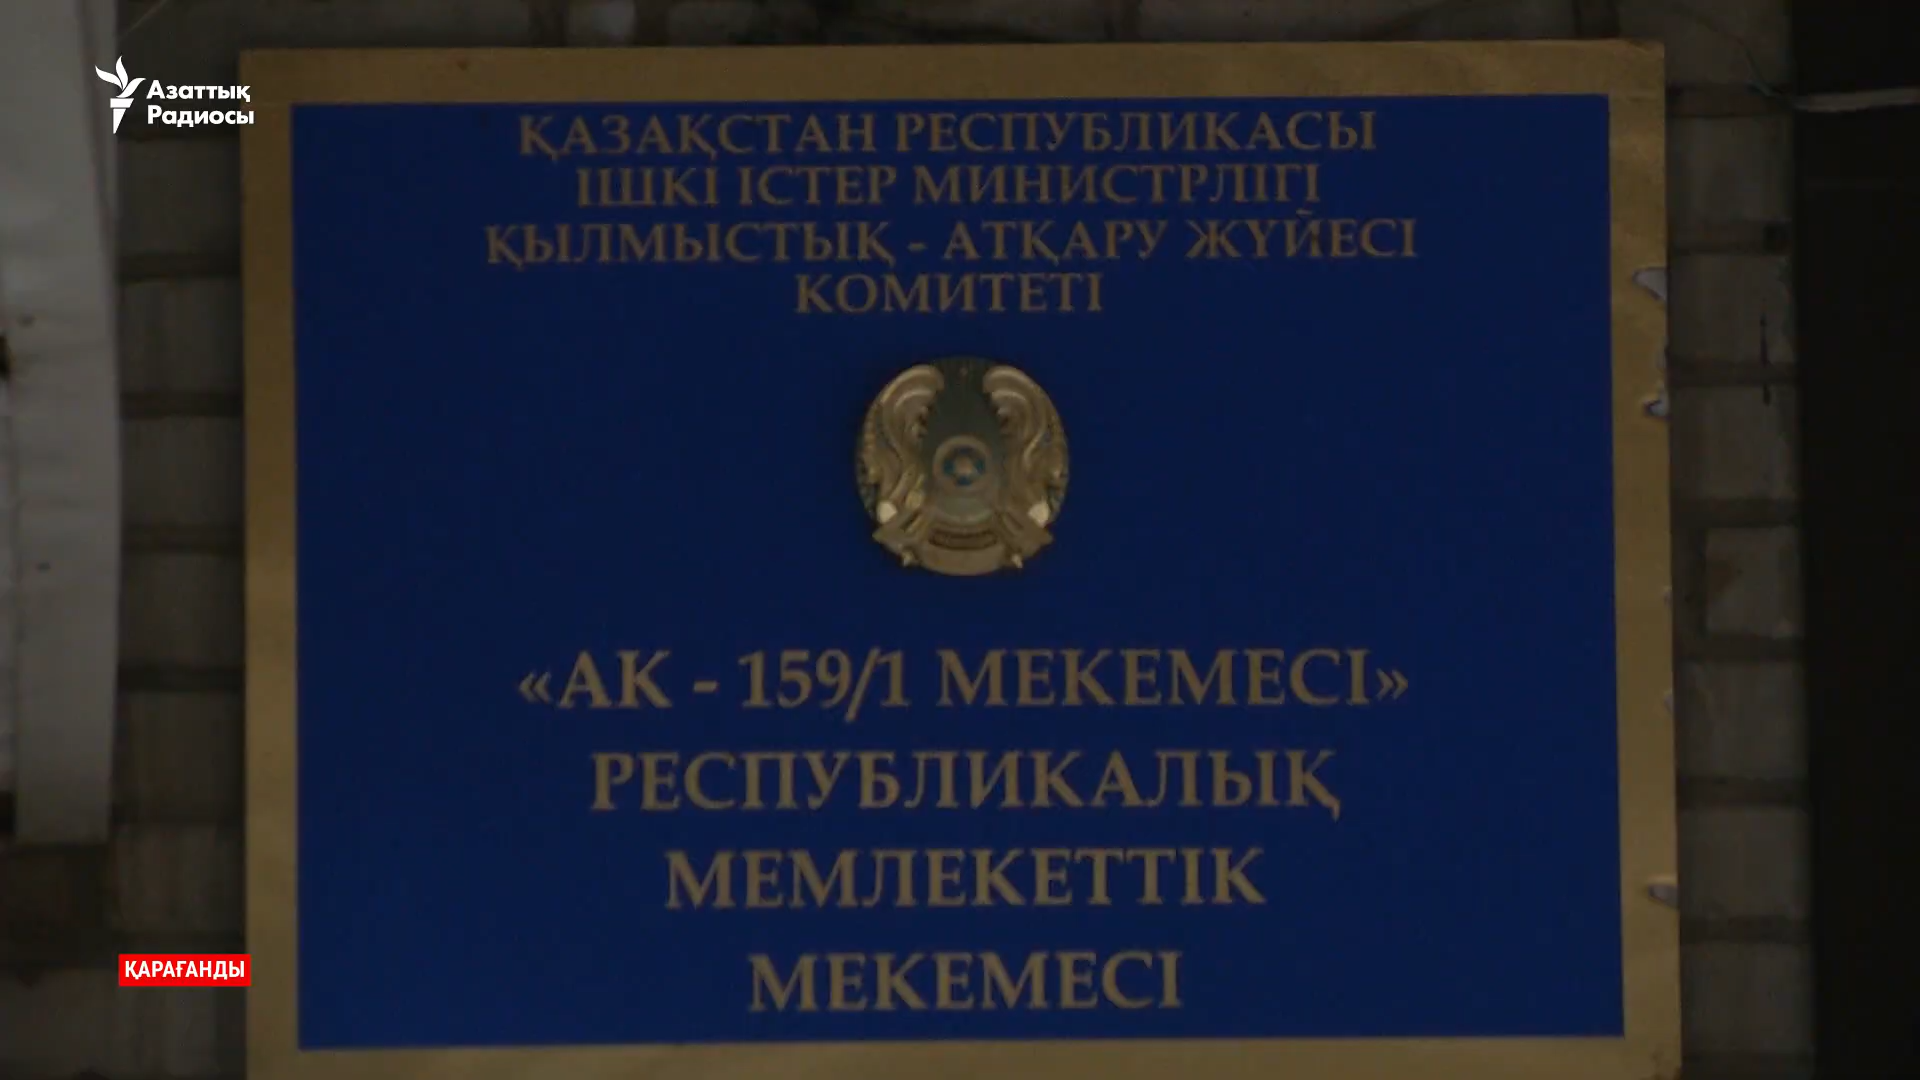 Азаттық
Радиосы
ҚАЗАҚСТАН РЕСПУБЛИКАСЫ
ІШКІ ІСТЕР МИНИСТРЛІГІ
ҚЫЛМЫСТЫҚ - АТҚАРУ ЖҮЙЕСІ
КОМИТЕТІ
«АК - 159/1 МЕКЕМЕСІ»
РЕСПУБЛИКАЛЫҚ
МЕМЛЕКЕТТІК
МЕКЕМЕСІ
ҚАРАҒАНДЫ